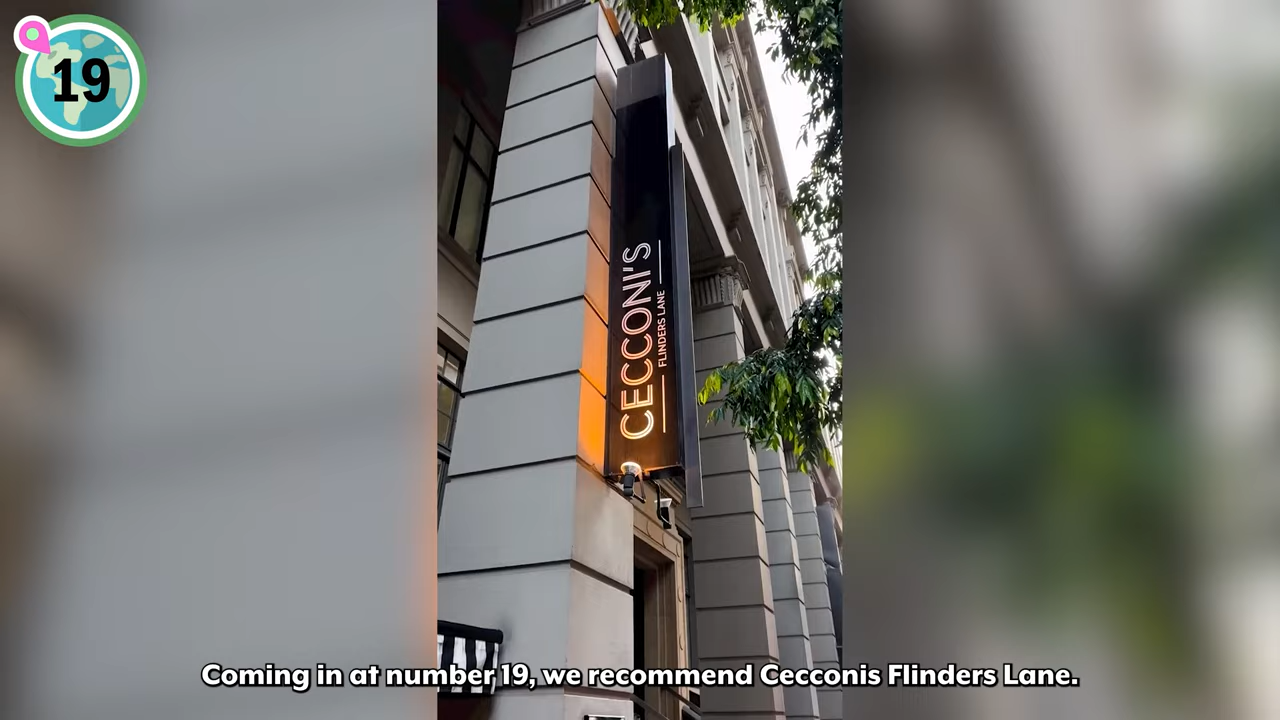 19
CECCONI'S
FLINDERS LANE
Coming in at number 19, we recommend Cecconis Flinders Lane.